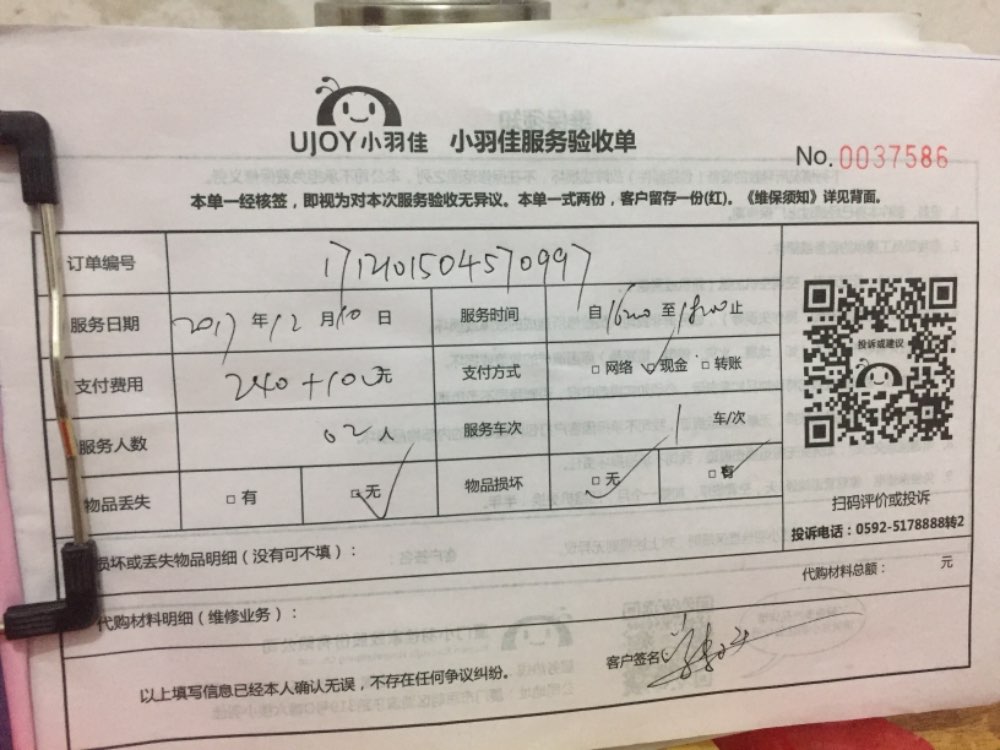 UJOY小羽佳 小羽佳服务验收单
No. 0037586
本单一经核签，即视为对本次服务验收无异议。本单一式两份，客户留存一份(红)。《维保须知》详见背面。
订单编号 1712101504570997
服务日期 2017年12月10日 服务时间 自1620至1820止
支付费用 240+10元 支付方式 □网络 □现金 □转账
服务人数 02人 服务车次 1 车/次
物品丢失 □有 □无 物品损坏 □无 □有
投诉或建议
扫码评价或投诉
投诉电话：0592-5178888转2
损坏或丢失物品明细（没有可不填）：
代购材料总额： 元
代购材料明细（维修业务）：
客户签名：
以上填写信息已经本人确认无误，不存在任何争议纠纷。